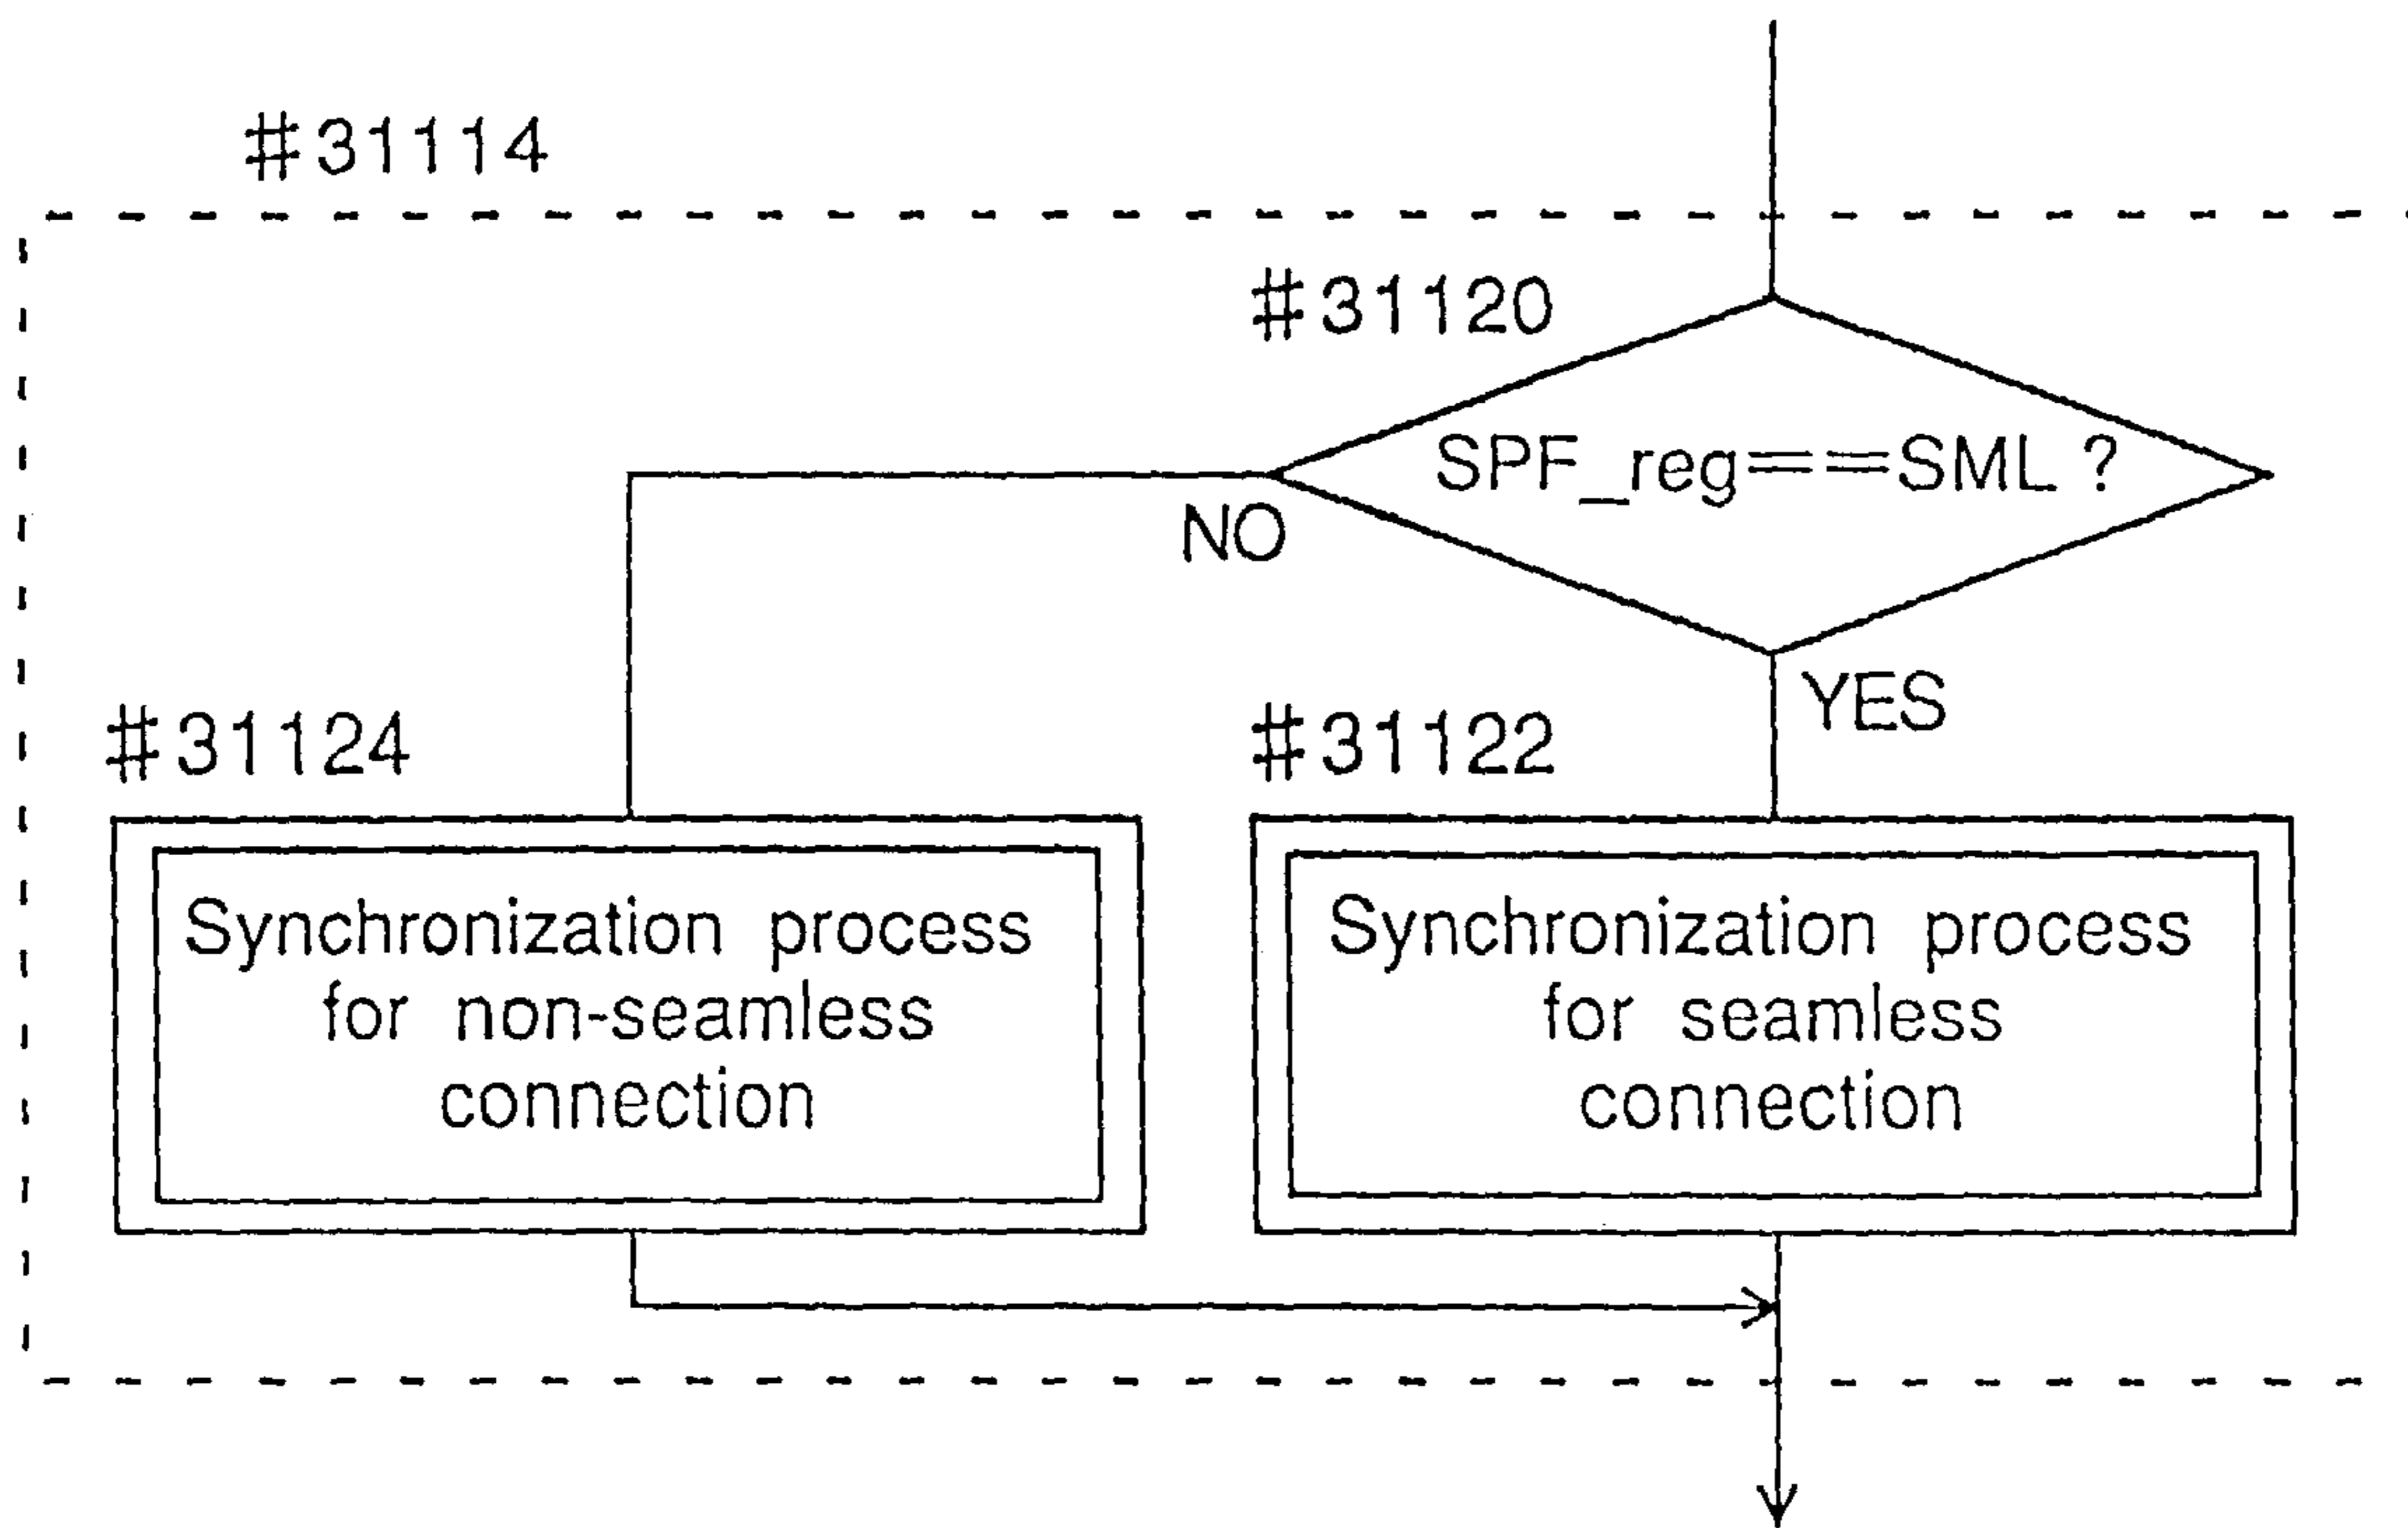 #31114
#31120
SPF_reg==SML ?
NO
YES
#31124
#31122
Synchronization process
for non-seamless
connection
Synchronization process
for seamless
connection